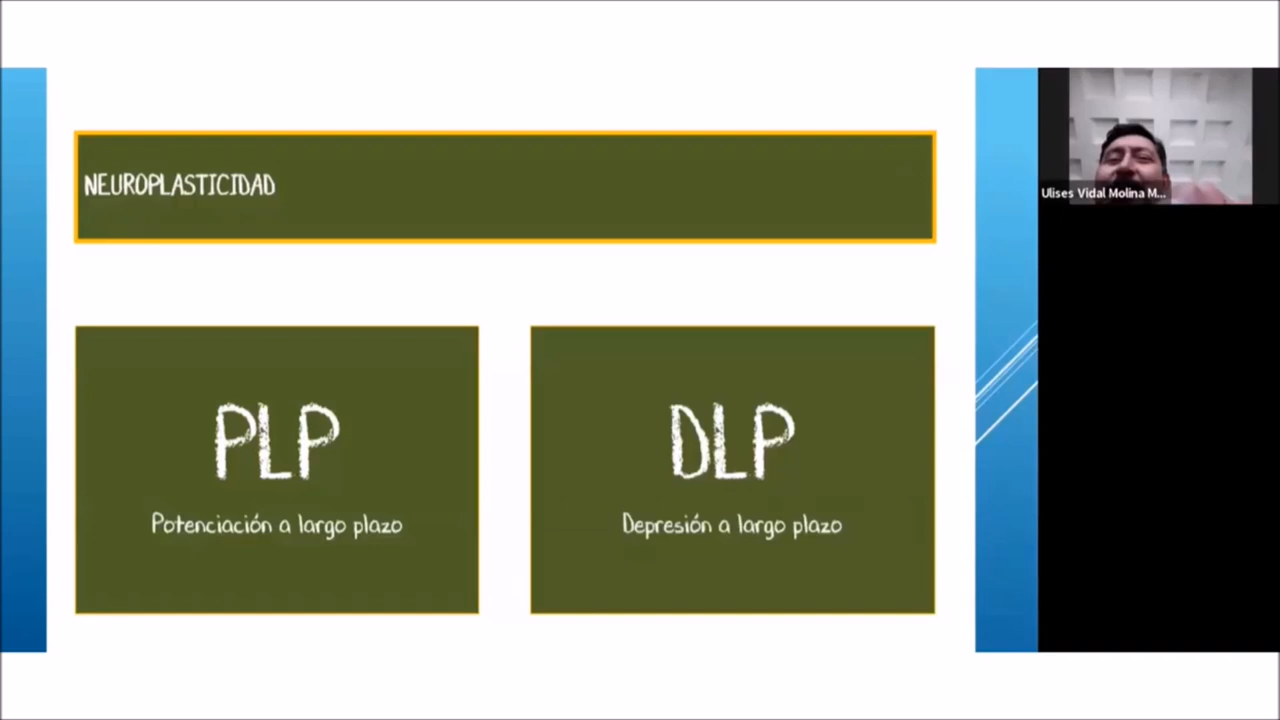 NEUROPLASTICIDAD
Ulises Vidal Molina M...
PLP
Potenciación a largo plazo
DLP
Depresión a largo plazo